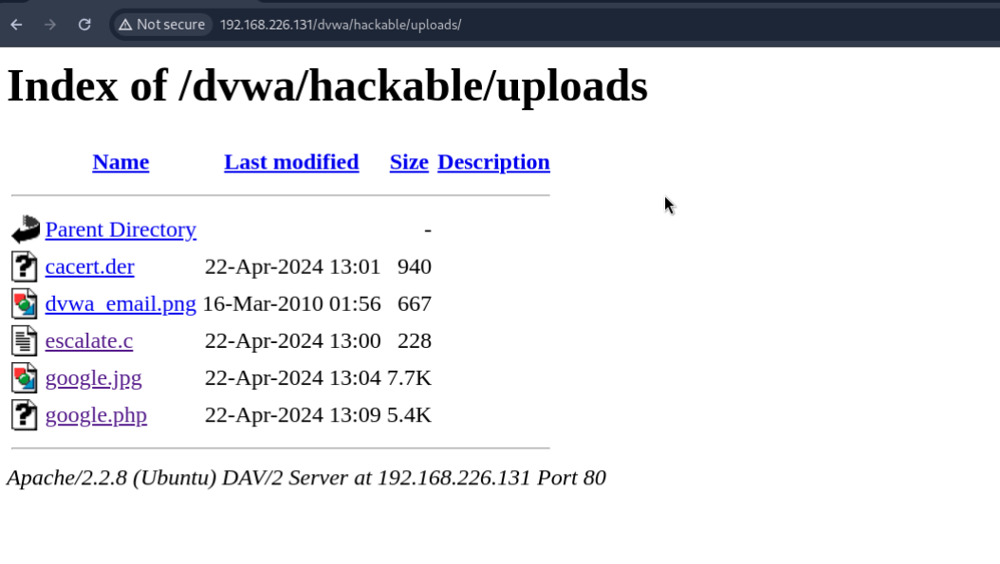 Not secure 192.168.226.131/dvwa/hackable/uploads/
Index of /dvwa/hackable/uploads
Name Last modified Size Description
Parent Directory -
cacert.der 22-Apr-2024 13:01 940
dvwa_email.png 16-Mar-2010 01:56 667
escalate.c 22-Apr-2024 13:00 228
google.jpg 22-Apr-2024 13:04 7.7K
google.php 22-Apr-2024 13:09 5.4K
Apache/2.2.8 (Ubuntu) DAV/2 Server at 192.168.226.131 Port 80